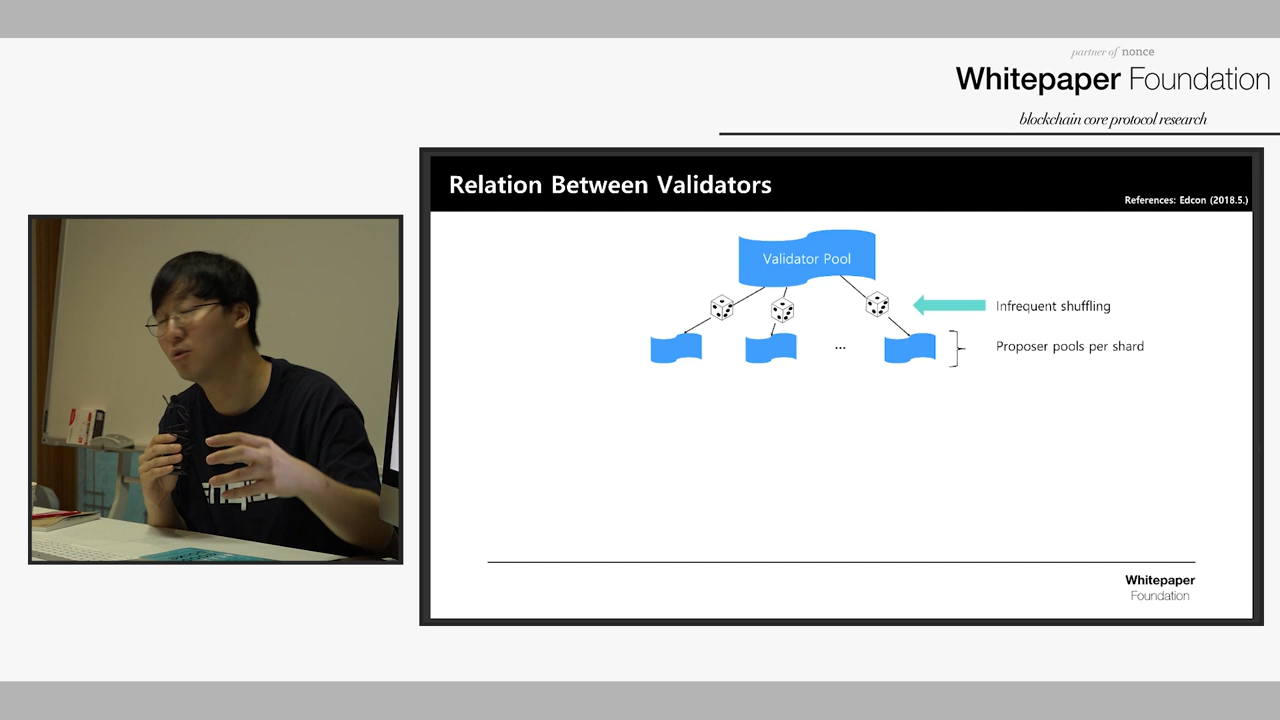 partner of nonce
Whitepaper Foundation
blockchain core protocol research
Relation Between Validators
References: Edcon (2018.5.)
Validator Pool
Infrequent shuffling
...
Proposer pools per shard
Whitepaper
Foundation